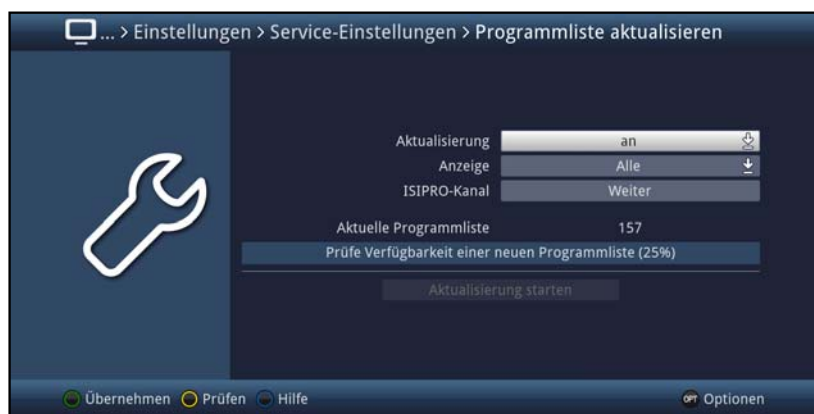 ... > Einstellungen > Service-Einstellungen > Programmliste aktualisieren
Aktualisierung an
Anzeige Alle
ISIPRO-Kanal Weiter
Aktuelle Programmliste 157
Prüfe Verfügbarkeit einer neuen Programmliste (25%)
Aktualisierung starten
Übernehmen Prüfen Hilfe OPT Optionen